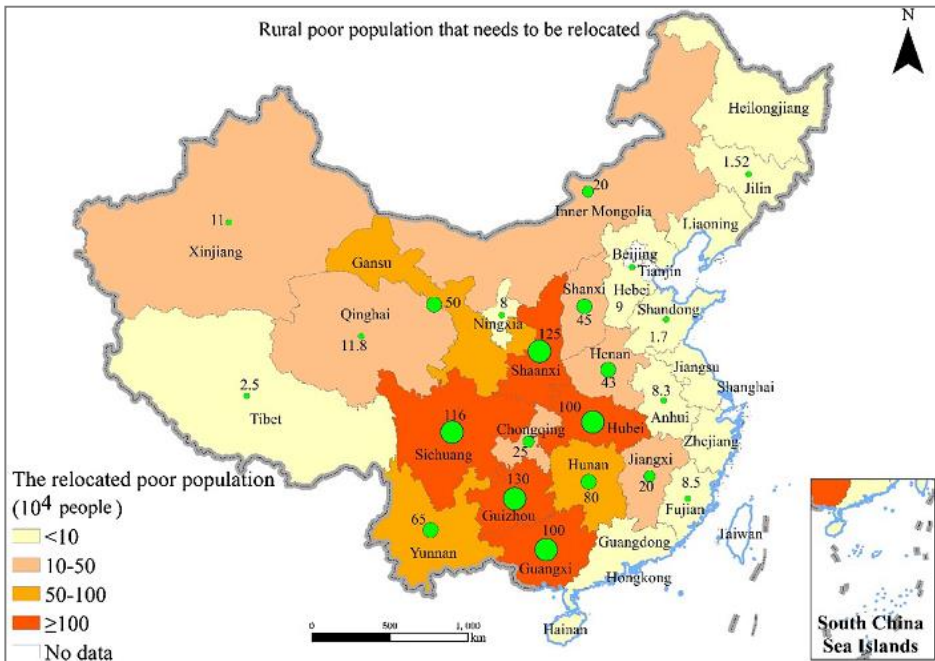 Rural poor population that needs to be relocated
N
Heilongjiang
1.52
Jilin
20
Inner Mongolia
Liaoning
11
Xinjiang
Beijing
Tianjin
Gansu
Hebei
9
Shanxi
45
50
8
Ningxia
Shandong
1.7
Qinghai
11.8
125
Shaanxi
Henan
43
Jiangsu
Shanghai
8.3
Anhui
2.5
Tibet
116
Sichuang
Chongqing
25
100
Hubei
Zhejiang
Hunan
80
Jiangxi
20
8.5
Fujian
130
Guizhou
65
Yunnan
100
Guangxi
Guangdong
Taiwan
Hongkong
Hainan
The relocated poor population
(10^4 people)
<10
10-50
50-100
≥100
No data
0 500 1,000
km
South China
Sea Islands